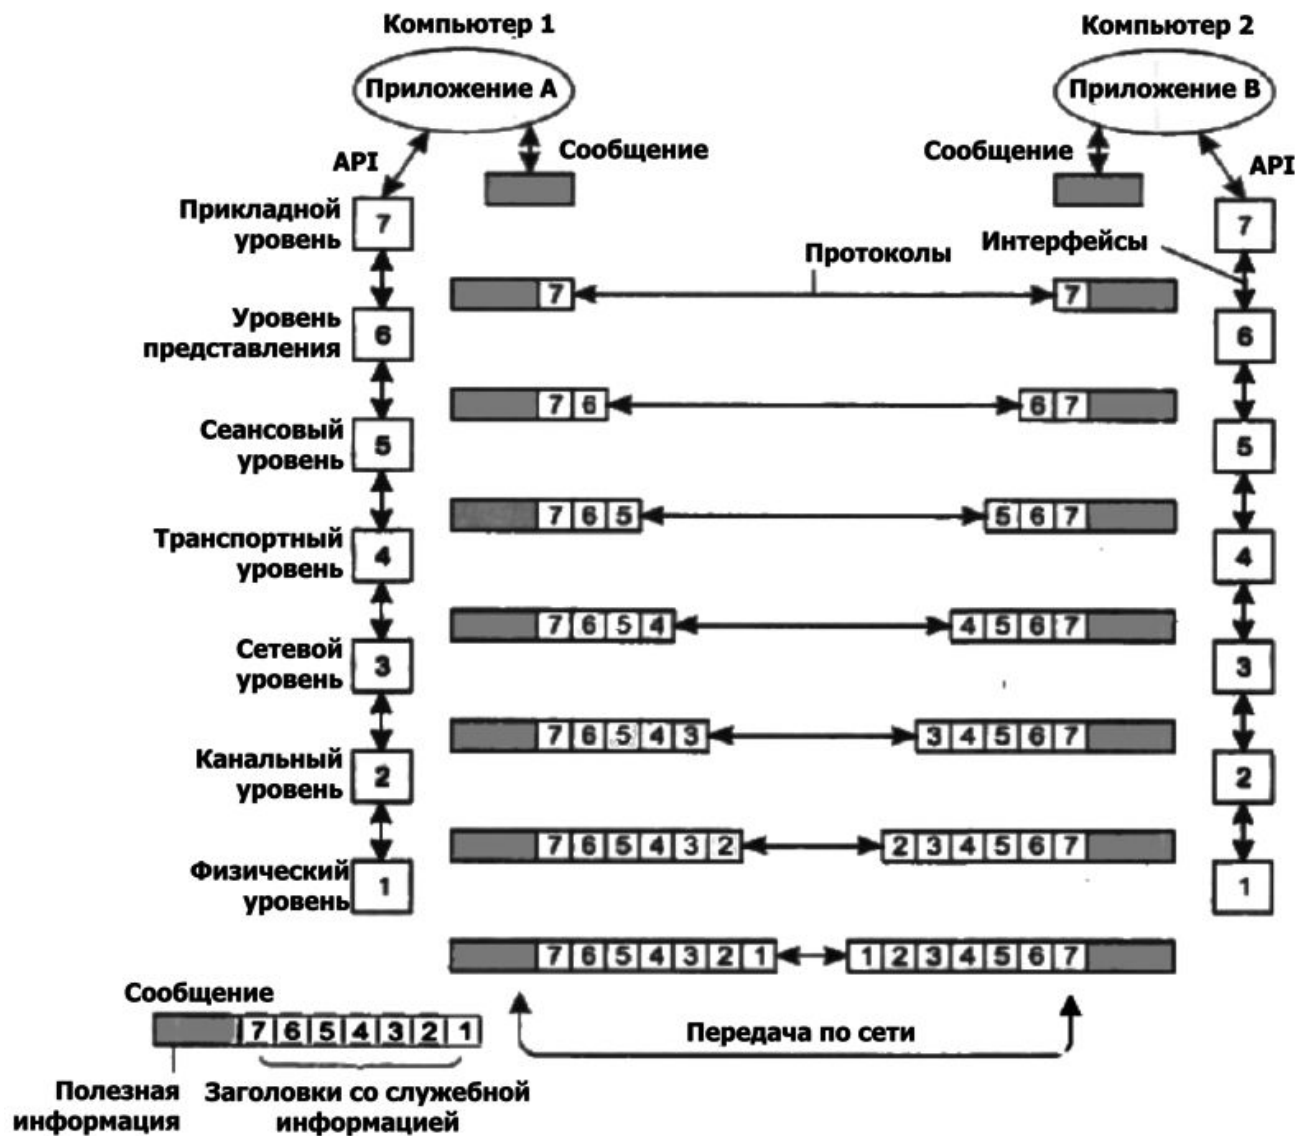 Компьютер 1
Компьютер 2
Приложение А
Приложение В
API
Сообщение
Сообщение
API
Прикладной
уровень
7
7
Протоколы
Интерфейсы
7
7
Уровень
представления
6
6
7 6
6 7
Сеансовый
уровень
5
5
7 6 5
5 6 7
Транспортный
уровень
4
4
7 6 5 4
4 5 6 7
Сетевой
уровень
3
3
7 6 5 4 3
3 4 5 6 7
Канальный
уровень
2
2
7 6 5 4 3 2
2 3 4 5 6 7
Физический
уровень
1
1
7 6 5 4 3 2 1
1 2 3 4 5 6 7
Сообщение
7 6 5 4 3 2 1
Передача по сети
Полезная
информация
Заголовки со служебной
информацией